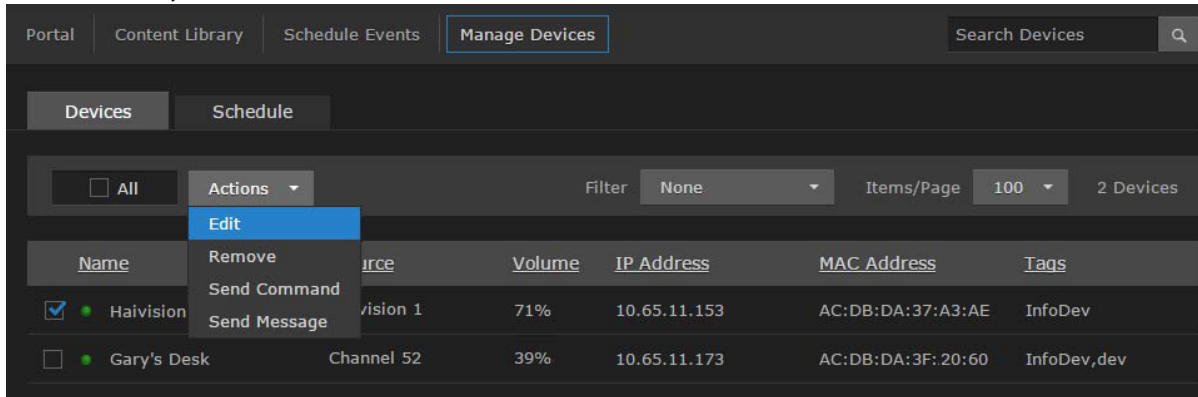 Portal Content Library Schedule Events Manage Devices Search Devices
Devices Schedule
All Actions Filter None Items/Page 100 2 Devices
Edit
Name Remove Volume IP Address MAC Address Tags
Send Command
Haivision 71% 10.65.11.153 AC:DB:DA:37:A3:AE InfoDev
Send Message
Gary's Desk Channel 52 39% 10.65.11.173 AC:DB:DA:3F:20:60 InfoDev,dev